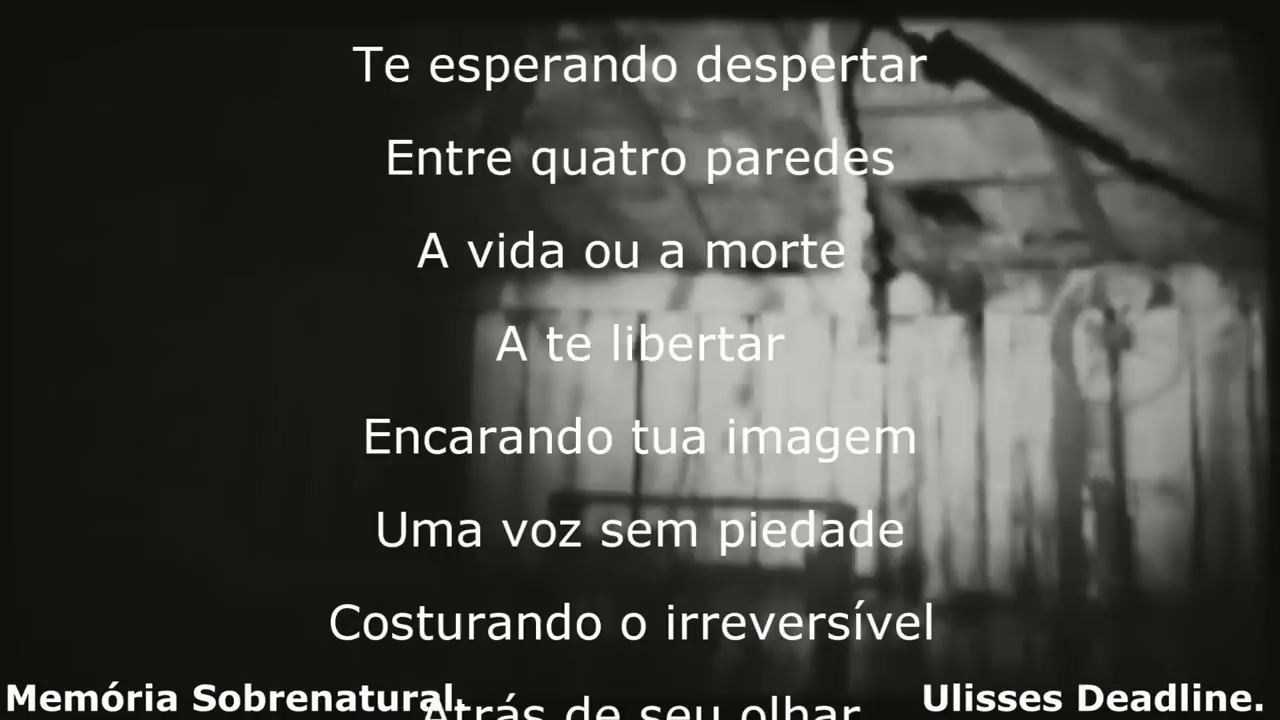 Te esperando despertar
Entre quatro paredes
A vida ou a morte
A te libertar
Encarando tua imagem
Uma voz sem piedade
Costurando o irreversível
Atrás de seu olhar
Memória Sobrenatural.
Ulisses Deadline.